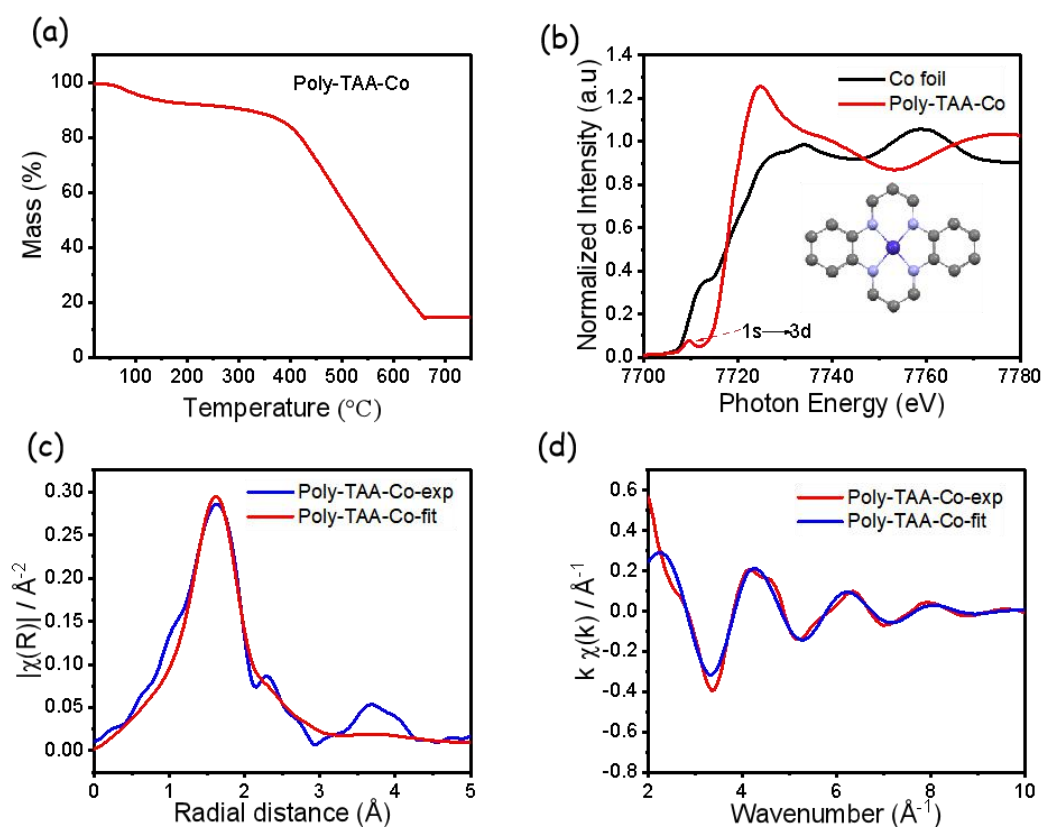 (a)
Poly-TAA-Co
100
80
60
40
20
0
100 200 300 400 500 600 700
Mass (%)
Temperature (°C)
(b)
Co foil
Poly-TAA-Co
1.4
1.2
1.0
0.8
0.6
0.4
0.2
0.0
1s→3d
7700 7720 7740 7760 7780
Normalized Intensity (a.u)
Photon Energy (eV)
(c)
Poly-TAA-Co-exp
Poly-TAA-Co-fit
0.30
0.25
0.20
0.15
0.10
0.05
0.00
0 1 2 3 4 5
|χ(R)| / Å-2
Radial distance (Å)
(d)
Poly-TAA-Co-exp
Poly-TAA-Co-fit
0.6
0.4
0.2
0.0
-0.2
-0.4
-0.6
-0.8
2 4 6 8 10
k χ(k) / Å-1
Wavenumber (Å-1)